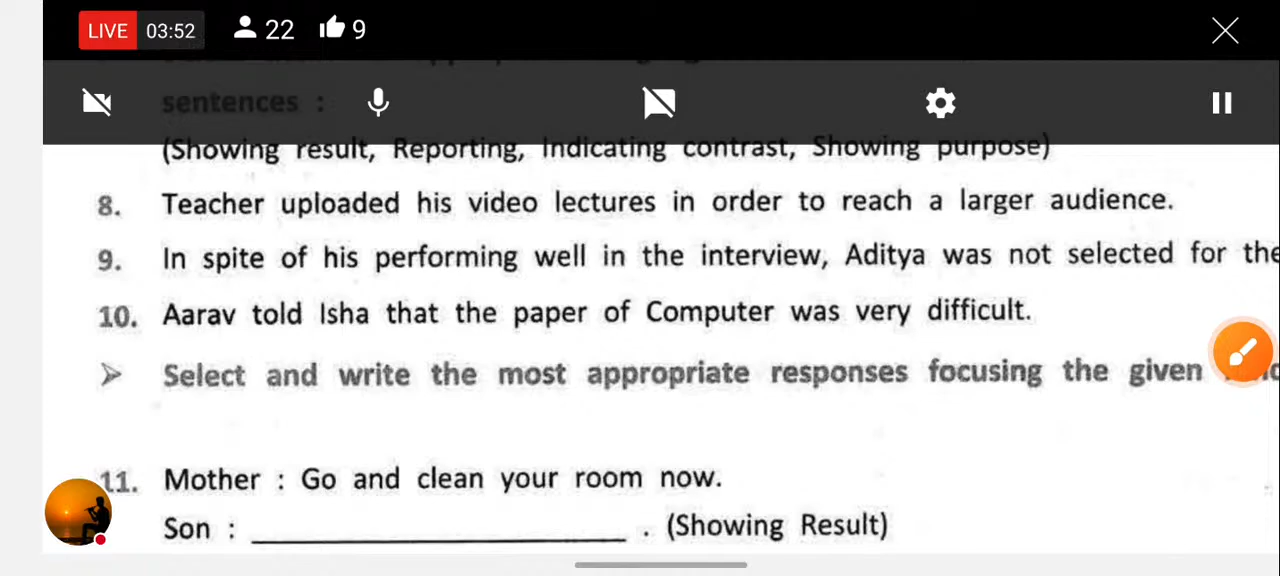 LIVE 03:52 22 9
sentences :
(Showing result, Reporting, Indicating contrast, Showing purpose)
8. Teacher uploaded his video lectures in order to reach a larger audience.
9. In spite of his performing well in the interview, Aditya was not selected for the
10. Aarav told Isha that the paper of Computer was very difficult.
➤ Select and write the most appropriate responses focusing the given
11. Mother : Go and clean your room now.
Son : ____________________ . (Showing Result)